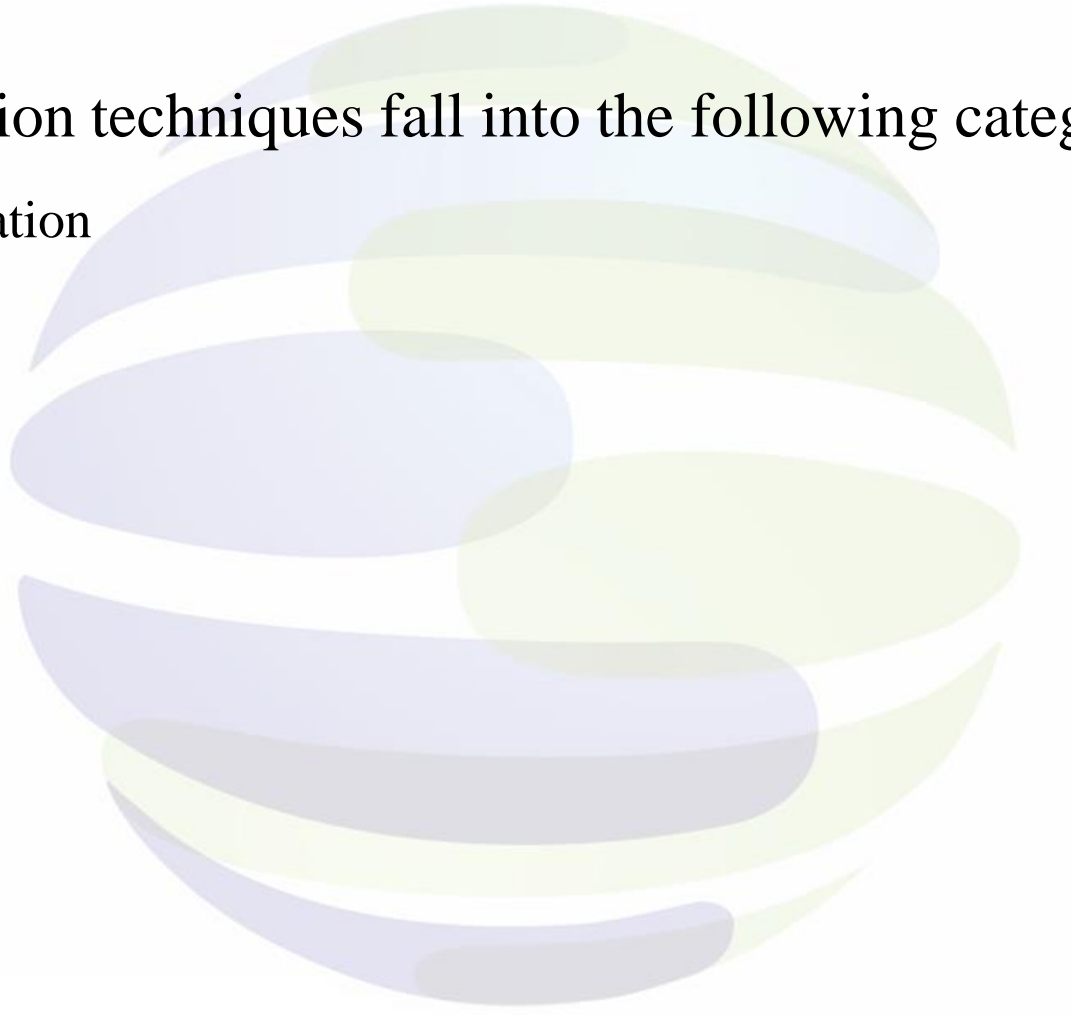 ion techniques fall into the following categ
ation